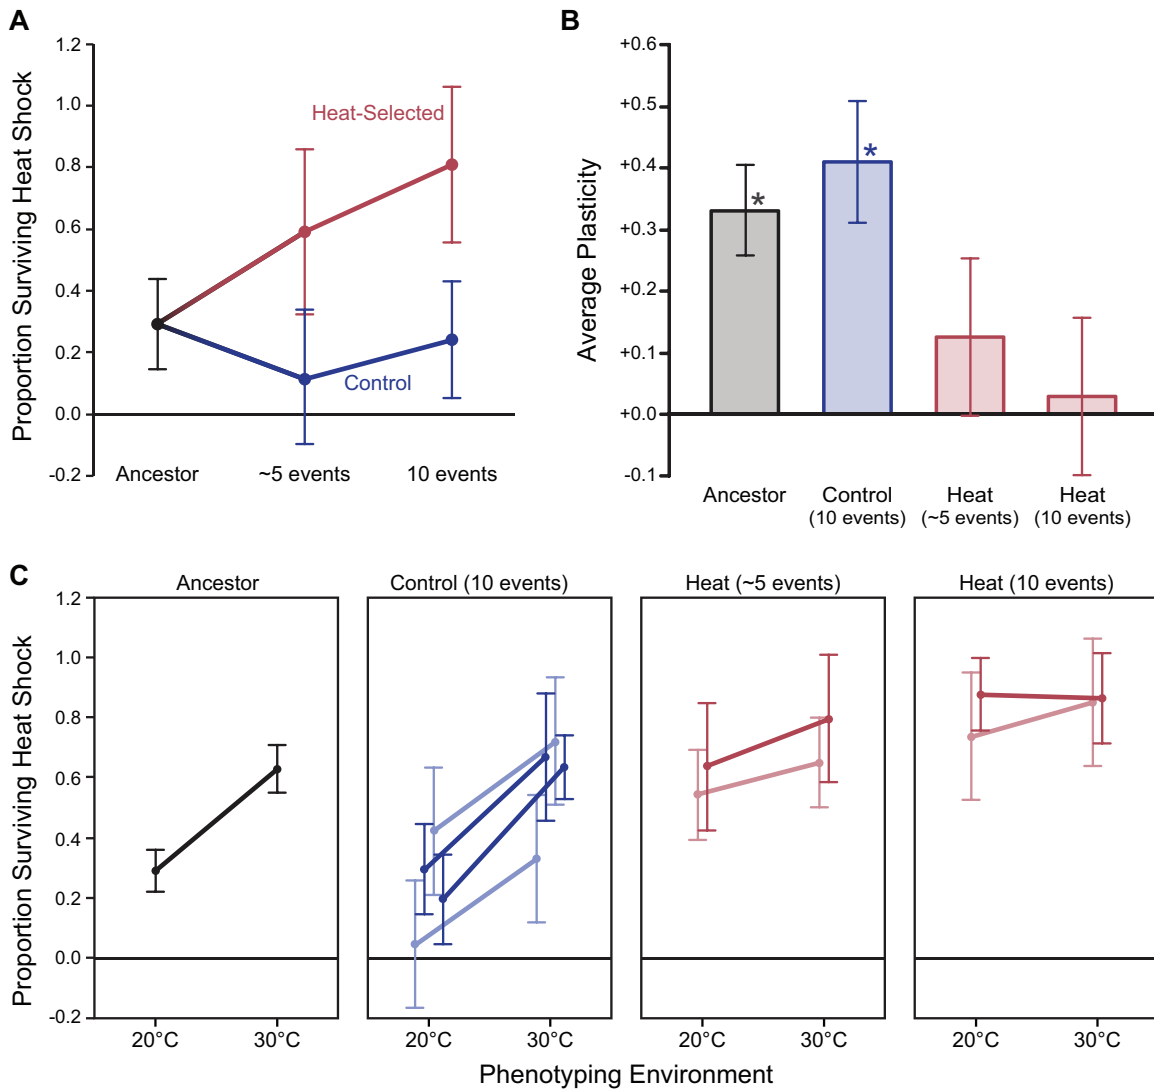 A
Proportion Surviving Heat Shock
1.2
1.0
0.8
0.6
0.4
0.2
0.0
-0.2
Heat-Selected
Control
Ancestor
~5 events
10 events
B
Average Plasticity
+0.6
+0.5
+0.4
+0.3
+0.2
+0.1
+0.0
-0.1
*
*
Ancestor
Control
(10 events)
Heat
(~5 events)
Heat
(10 events)
C
Proportion Surviving Heat Shock
Ancestor
Control (10 events)
Heat (~5 events)
Heat (10 events)
1.2
1.0
0.8
0.6
0.4
0.2
0.0
-0.2
20°C
30°C
20°C
30°C
20°C
30°C
20°C
30°C
Phenotyping Environment